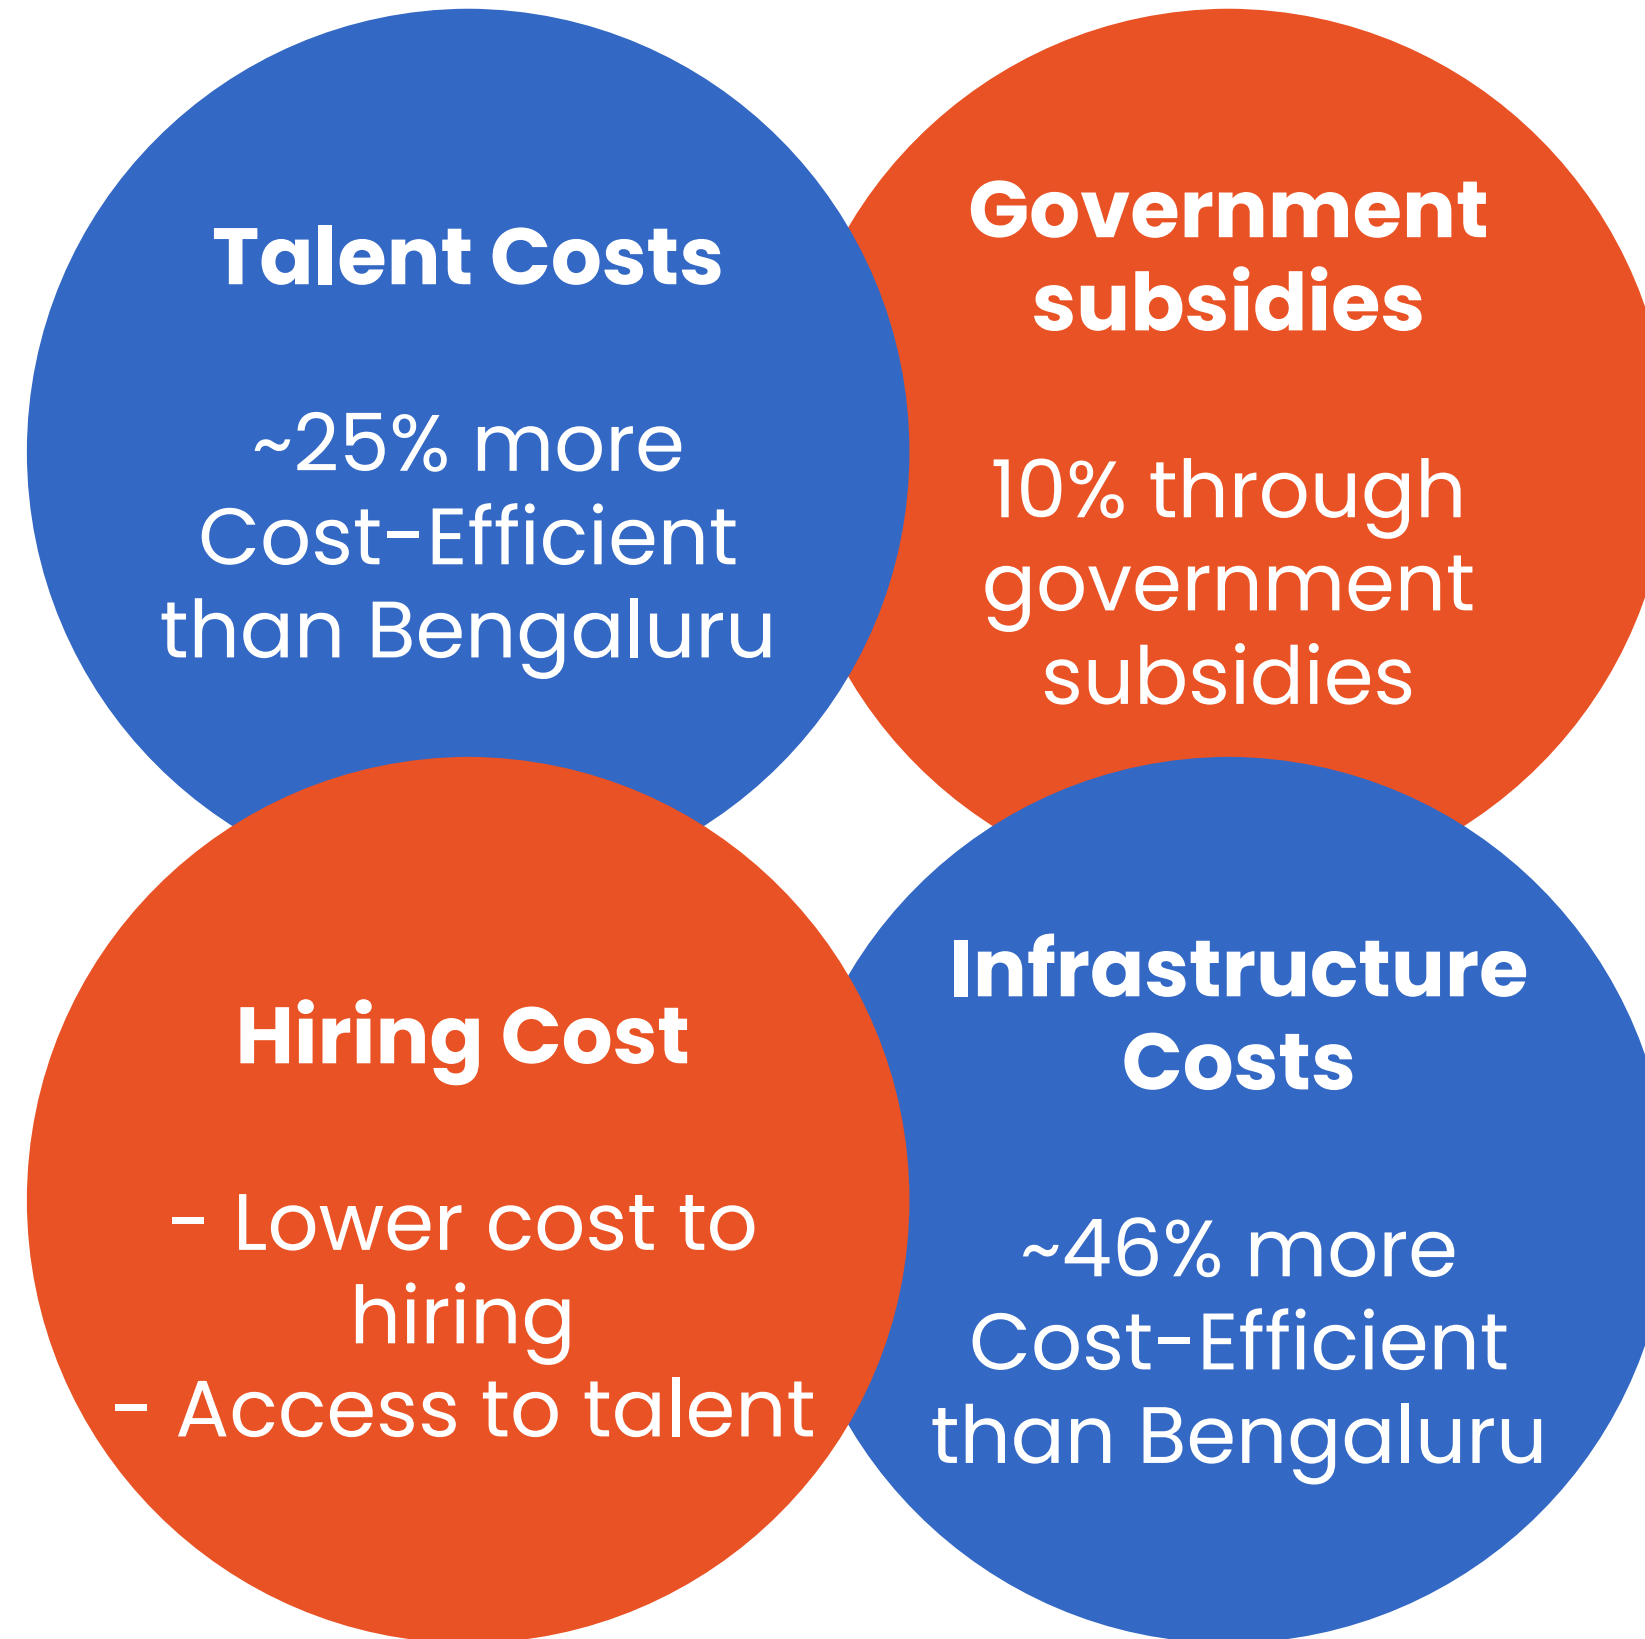 Talent Costs
~25% more
Cost-Efficient
than Bengaluru
Government
subsidies
10% through
government
subsidies
Hiring Cost
- Lower cost to
hiring
- Access to talent
Infrastructure
Costs
~46% more
Cost-Efficient
than Bengaluru